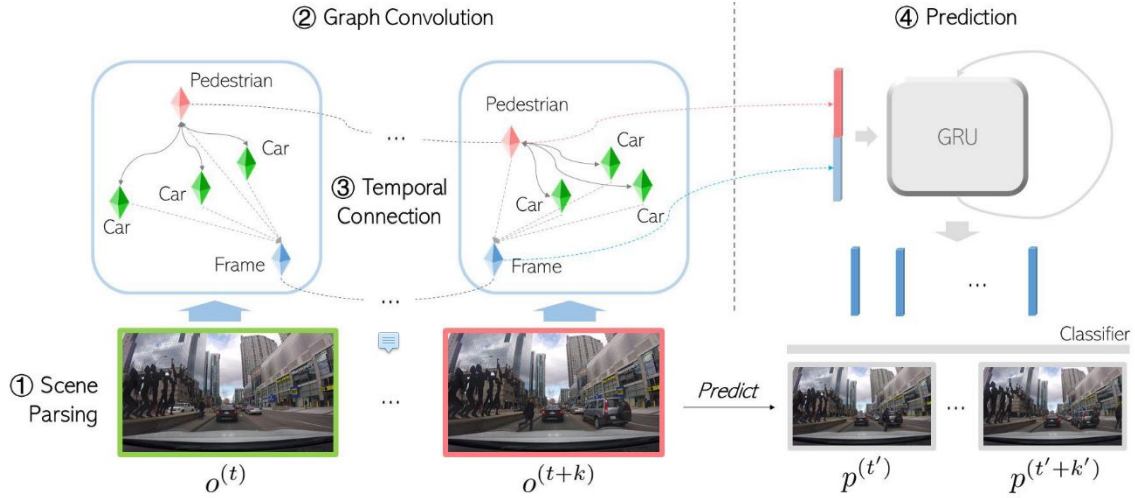 ② Graph Convolution
④ Prediction
Pedestrian
Car
Car
Car
Frame
...
③ Temporal
Connection
...
Pedestrian
Car
Car
Car
Frame
GRU
...
Classifier
① Scene
Parsing
...
Predict
...
o^(t)
o^(t+k)
p^(t′)
p^(t′+k′)